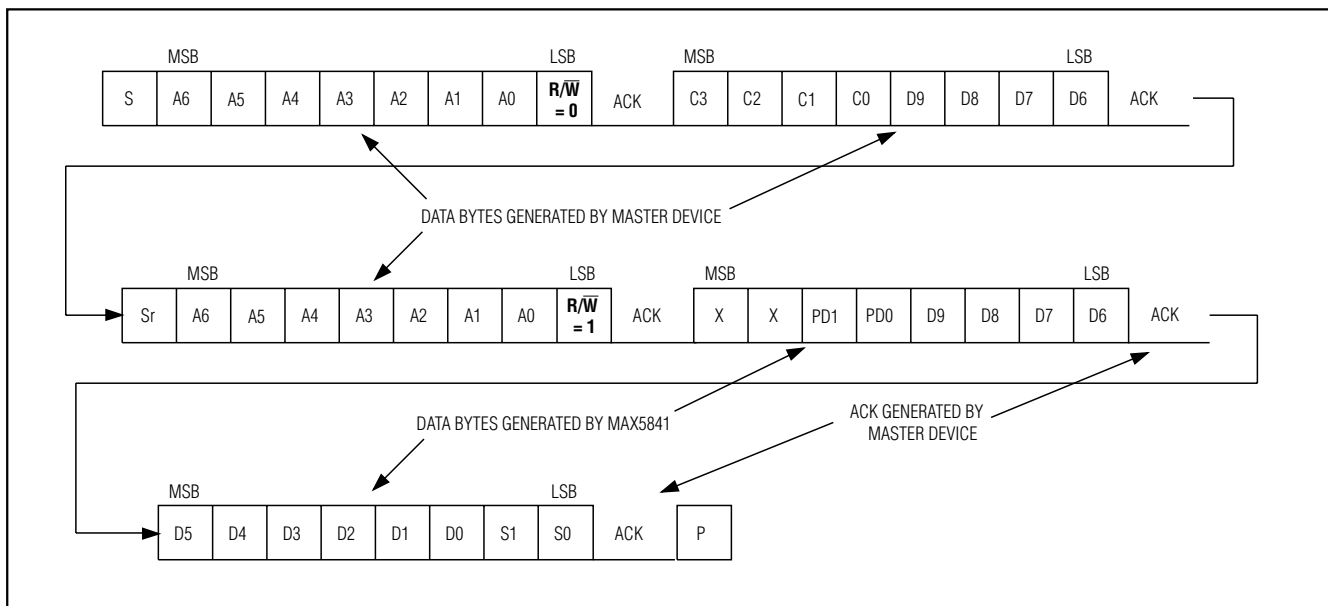 MSB LSB MSB LSB
S A6 A5 A4 A3 A2 A1 A0 R/W̅ = 0 ACK C3 C2 C1 C0 D9 D8 D7 D6 ACK
DATA BYTES GENERATED BY MASTER DEVICE
MSB LSB MSB LSB
Sr A6 A5 A4 A3 A2 A1 A0 R/W̅ = 1 ACK X X PD1 PD0 D9 D8 D7 D6 ACK
DATA BYTES GENERATED BY MAX5841
ACK GENERATED BY
MASTER DEVICE
MSB LSB
D5 D4 D3 D2 D1 D0 S1 S0 ACK P